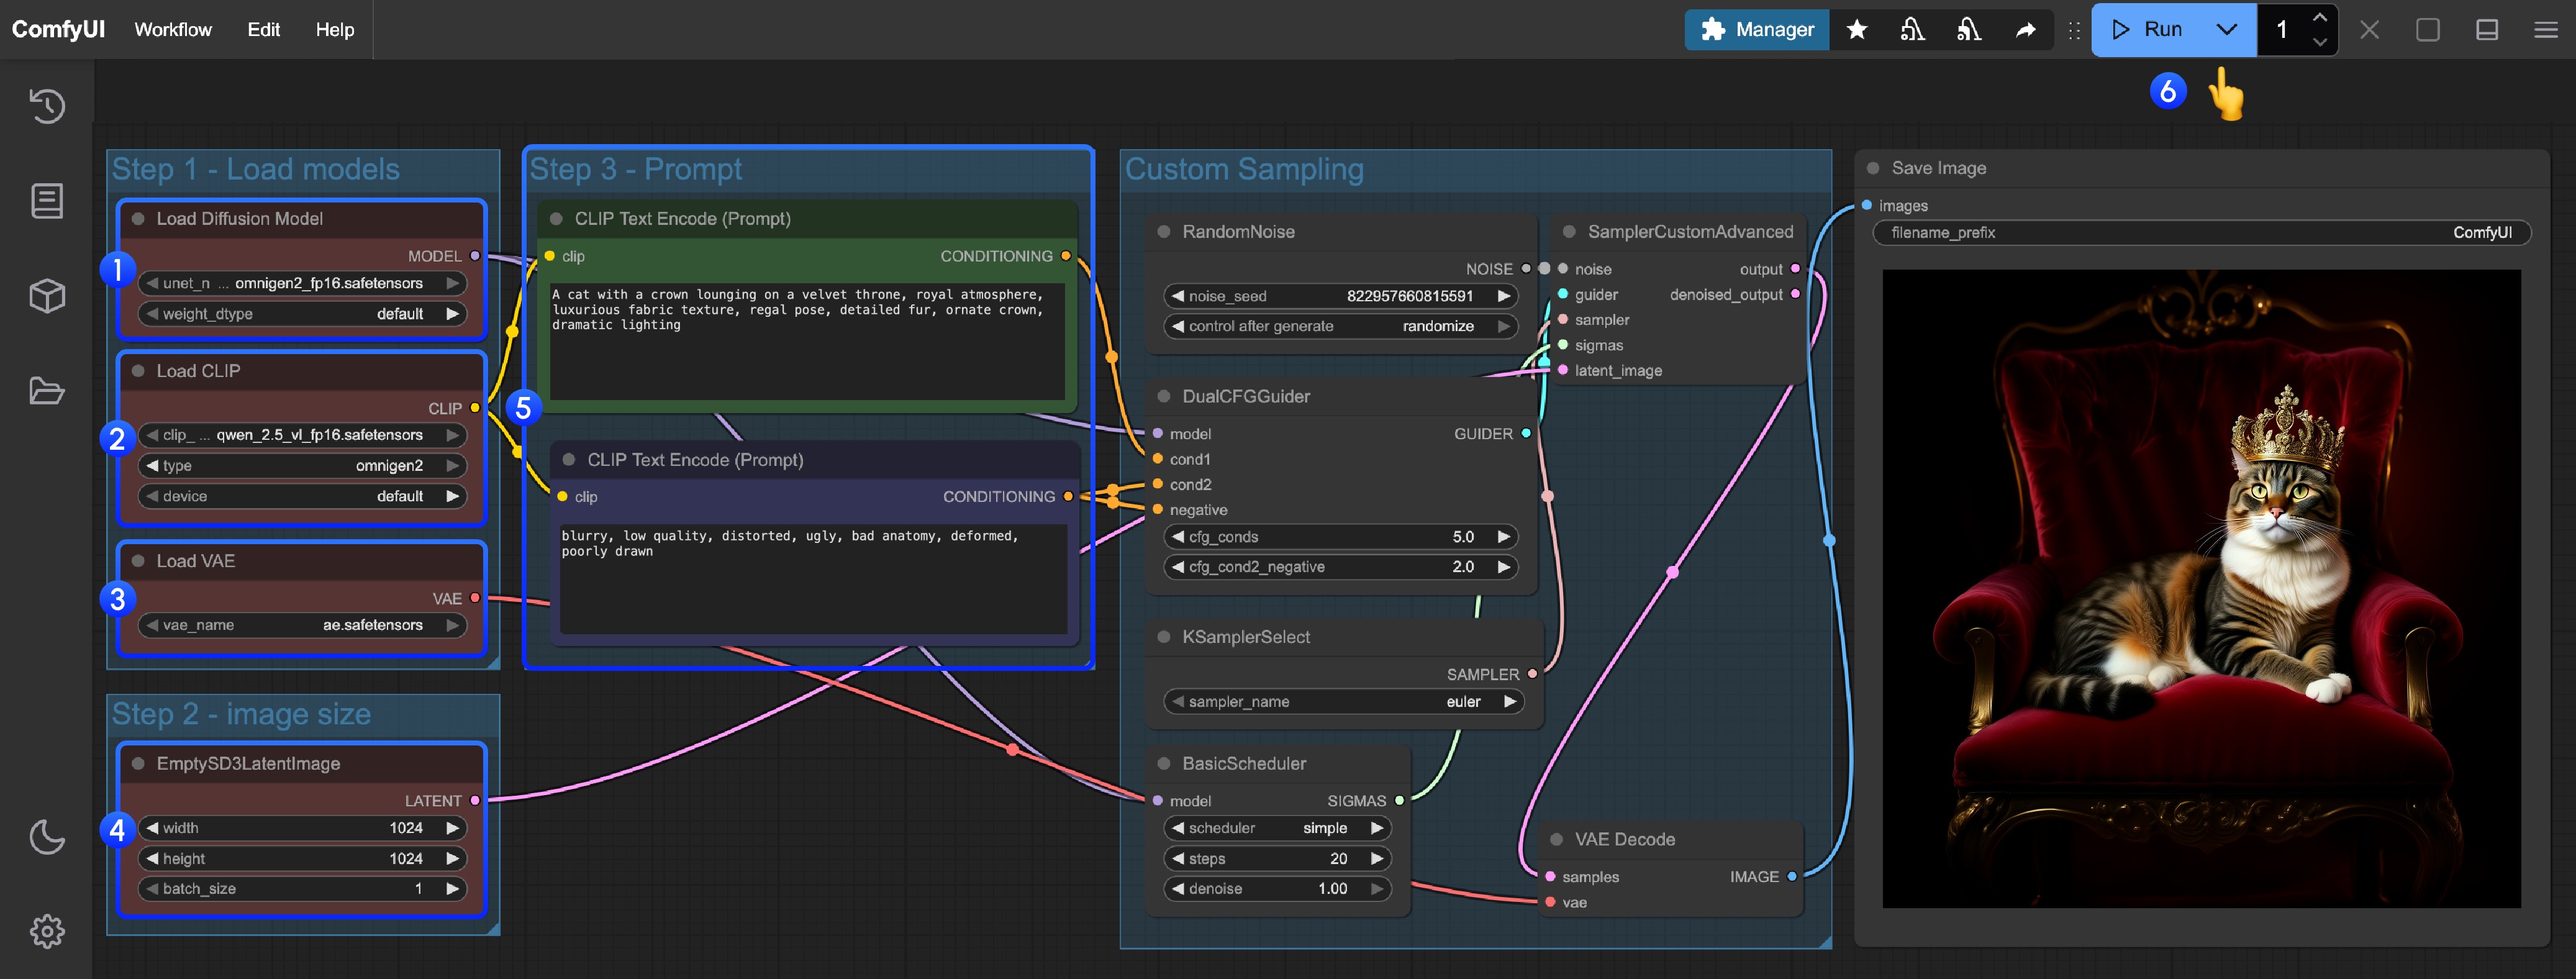 ComfyUI
Workflow
Edit
Help
Manager
Run
1
6
Step 1 - Load models
Load Diffusion Model
MODEL
1
unet_n ... omnigen2_fp16.safetensors
weight_dtype default
Load CLIP
CLIP
2
clip_ ... qwen_2.5_vl_fp16.safetensors
type omnigen2
device default
Load VAE
VAE
3
vae_name ae.safetensors
Step 2 - image size
EmptySD3LatentImage
LATENT
4
width 1024
height 1024
batch_size 1
Step 3 - Prompt
CLIP Text Encode (Prompt)
clip CONDITIONING
A cat with a crown lounging on a velvet throne, royal atmosphere,
luxurious fabric texture, regal pose, detailed fur, ornate crown,
dramatic lighting
5
CLIP Text Encode (Prompt)
clip CONDITIONING
blurry, low quality, distorted, ugly, bad anatomy, deformed,
poorly drawn
Custom Sampling
RandomNoise
NOISE
noise_seed 822957660815591
control after generate randomize
DualCFGGuider
model GUIDER
cond1
cond2
negative
cfg_conds 5.0
cfg_cond2_negative 2.0
KSamplerSelect
SAMPLER
sampler_name euler
BasicScheduler
model SIGMAS
scheduler simple
steps 20
denoise 1.00
SamplerCustomAdvanced
noise output
guider denoised_output
sampler
sigmas
latent_image
VAE Decode
samples IMAGE
vae
Save Image
images
filename_prefix ComfyUI